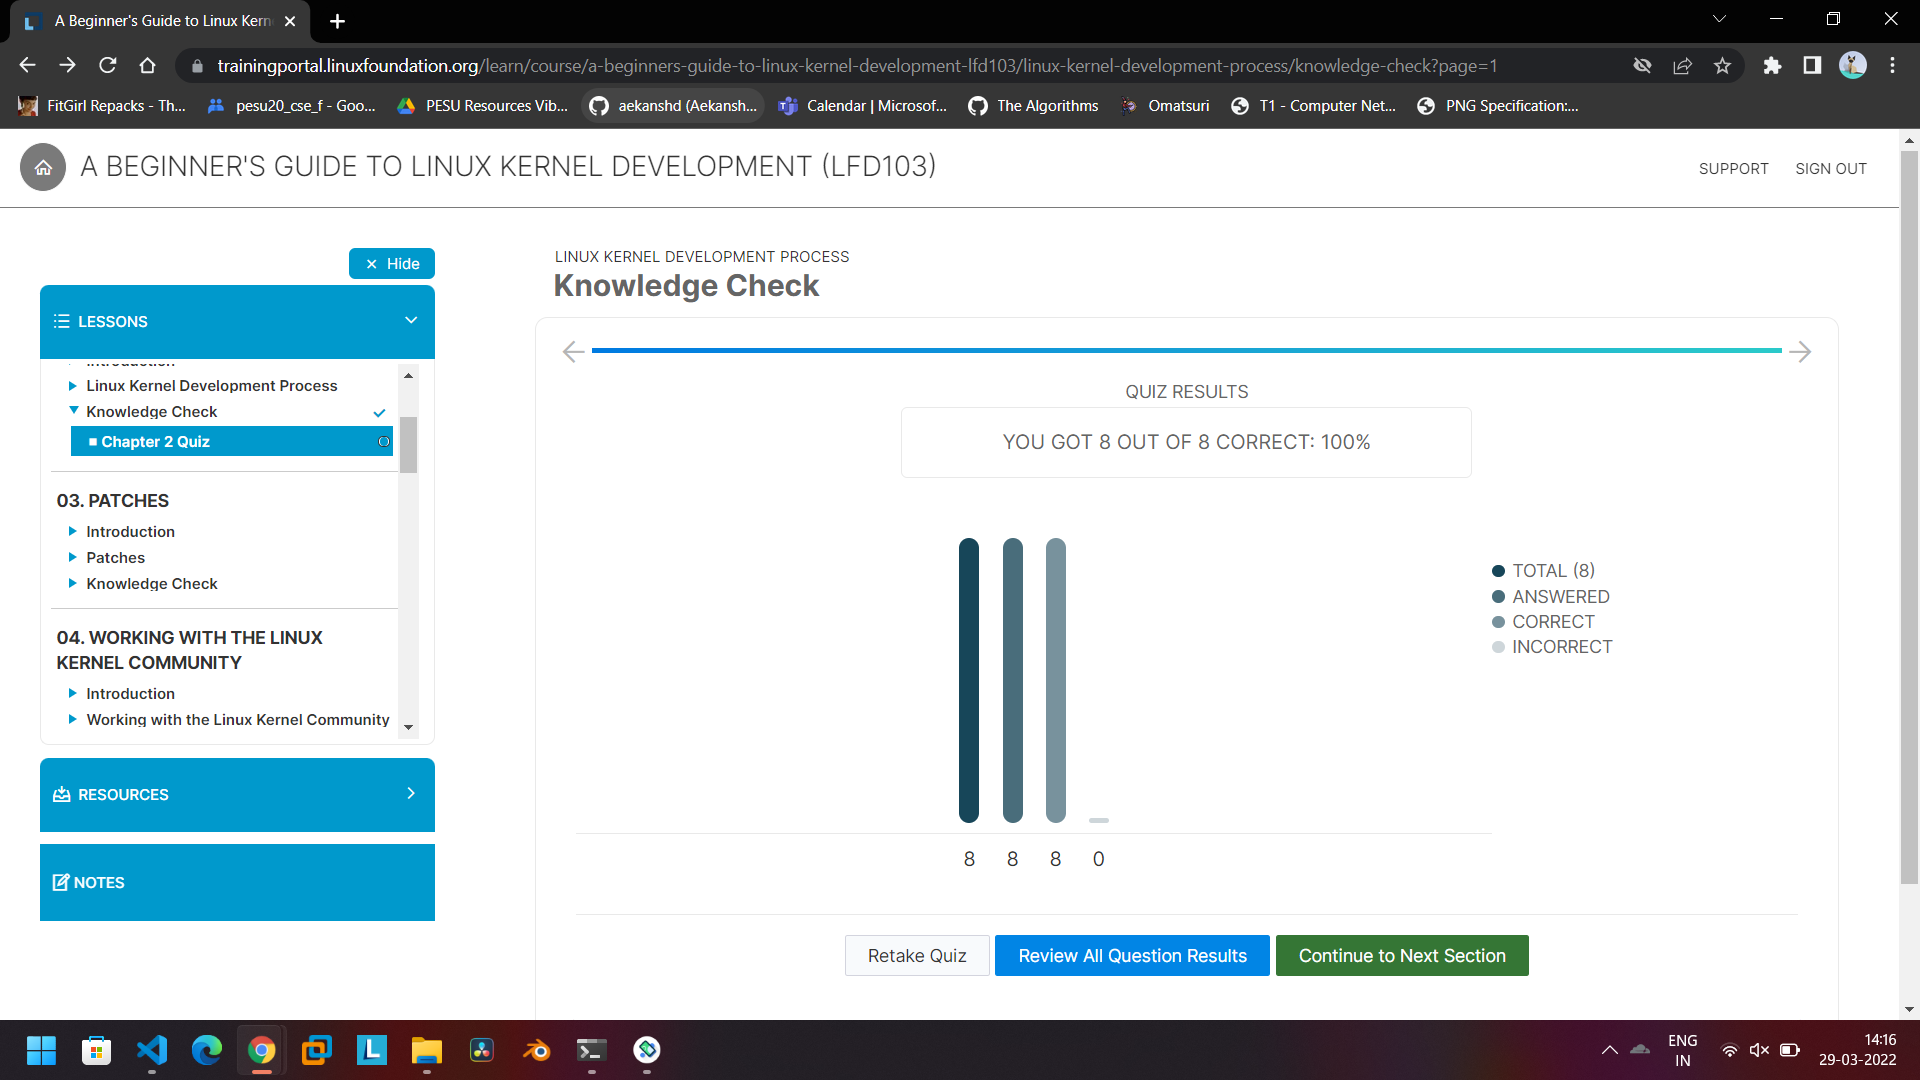 A Beginner's Guide to Linux Kern
trainingportal.linuxfoundation.org/learn/course/a-beginners-guide-to-linux-kernel-development-lfd103/linux-kernel-development-process/knowledge-check?page=1
FitGirl Repacks - Th...
pesu20_cse_f - Goo...
PESU Resources Vib...
aekanshd (Aekansh...
Calendar | Microsof...
The Algorithms
Omatsuri
T1 - Computer Net...
PNG Specification:...
A BEGINNER'S GUIDE TO LINUX KERNEL DEVELOPMENT (LFD103)
SUPPORT
SIGN OUT
Hide
LESSONS
Introduction
Linux Kernel Development Process
Knowledge Check
Chapter 2 Quiz
03. PATCHES
Introduction
Patches
Knowledge Check
04. WORKING WITH THE LINUX
KERNEL COMMUNITY
Introduction
Working with the Linux Kernel Community
RESOURCES
NOTES
LINUX KERNEL DEVELOPMENT PROCESS
Knowledge Check
QUIZ RESULTS
YOU GOT 8 OUT OF 8 CORRECT: 100%
TOTAL (8)
ANSWERED
CORRECT
INCORRECT
8 8 8 0
Retake Quiz
Review All Question Results
Continue to Next Section
ENG
IN
14:16
29-03-2022